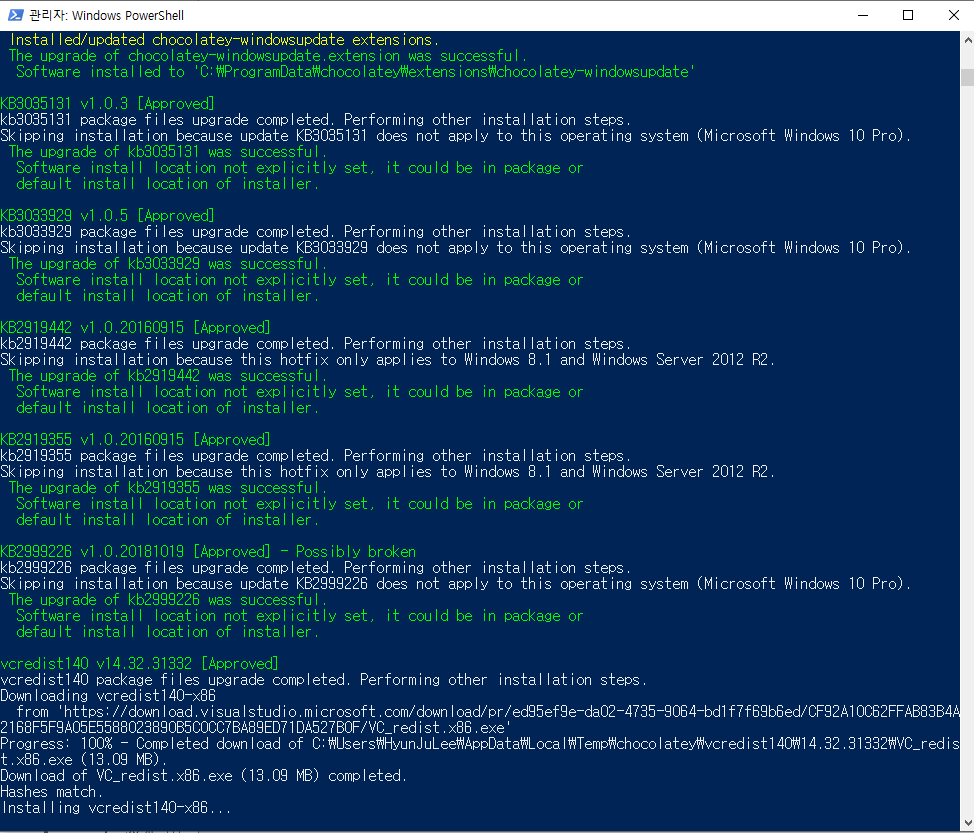 관리자: Windows PowerShell
Installed/updated chocolatey-windowsupdate extensions.
The upgrade of chocolatey-windowsupdate.extension was successful.
Software installed to 'C:₩ProgramData₩chocolatey₩extensions₩chocolatey-windowsupdate'
KB3035131 v1.0.3 [Approved]
kb3035131 package files upgrade completed. Performing other installation steps.
Skipping installation because update KB3035131 does not apply to this operating system (Microsoft Windows 10 Pro).
The upgrade of kb3035131 was successful.
Software install location not explicitly set, it could be in package or
default install location of installer.
KB3033929 v1.0.5 [Approved]
kb3033929 package files upgrade completed. Performing other installation steps.
Skipping installation because update KB3033929 does not apply to this operating system (Microsoft Windows 10 Pro).
The upgrade of kb3033929 was successful.
Software install location not explicitly set, it could be in package or
default install location of installer.
KB2919442 v1.0.20160915 [Approved]
kb2919442 package files upgrade completed. Performing other installation steps.
Skipping installation because this hotfix only applies to Windows 8.1 and Windows Server 2012 R2.
The upgrade of kb2919442 was successful.
Software install location not explicitly set, it could be in package or
default install location of installer.
KB2919355 v1.0.20160915 [Approved]
kb2919355 package files upgrade completed. Performing other installation steps.
Skipping installation because this hotfix only applies to Windows 8.1 and Windows Server 2012 R2.
The upgrade of kb2919355 was successful.
Software install location not explicitly set, it could be in package or
default install location of installer.
KB2999226 v1.0.20181019 [Approved] - Possibly broken
kb2999226 package files upgrade completed. Performing other installation steps.
Skipping installation because update KB2999226 does not apply to this operating system (Microsoft Windows 10 Pro).
The upgrade of kb2999226 was successful.
Software install location not explicitly set, it could be in package or
default install location of installer.
vcredist140 v14.32.31332 [Approved]
vcredist140 package files upgrade completed. Performing other installation steps.
Downloading vcredist140-x86
from 'https://download.visualstudio.microsoft.com/download/pr/ed95ef9e-da02-4735-9064-bd1f7f69b6ed/CF92A10C62FFAB83B4A
2168F5F9A05E5588023890B5C0CC7BA89ED71DA527B0F/VC_redist.x86.exe'
Progress: 100% - Completed download of C:₩Users₩HyunJuLee₩AppData₩Local₩Temp₩chocolatey₩vcredist140₩14.32.31332₩VC_redis
t.x86.exe (13.09 MB).
Download of VC_redist.x86.exe (13.09 MB) completed.
Hashes match.
Installing vcredist140-x86...